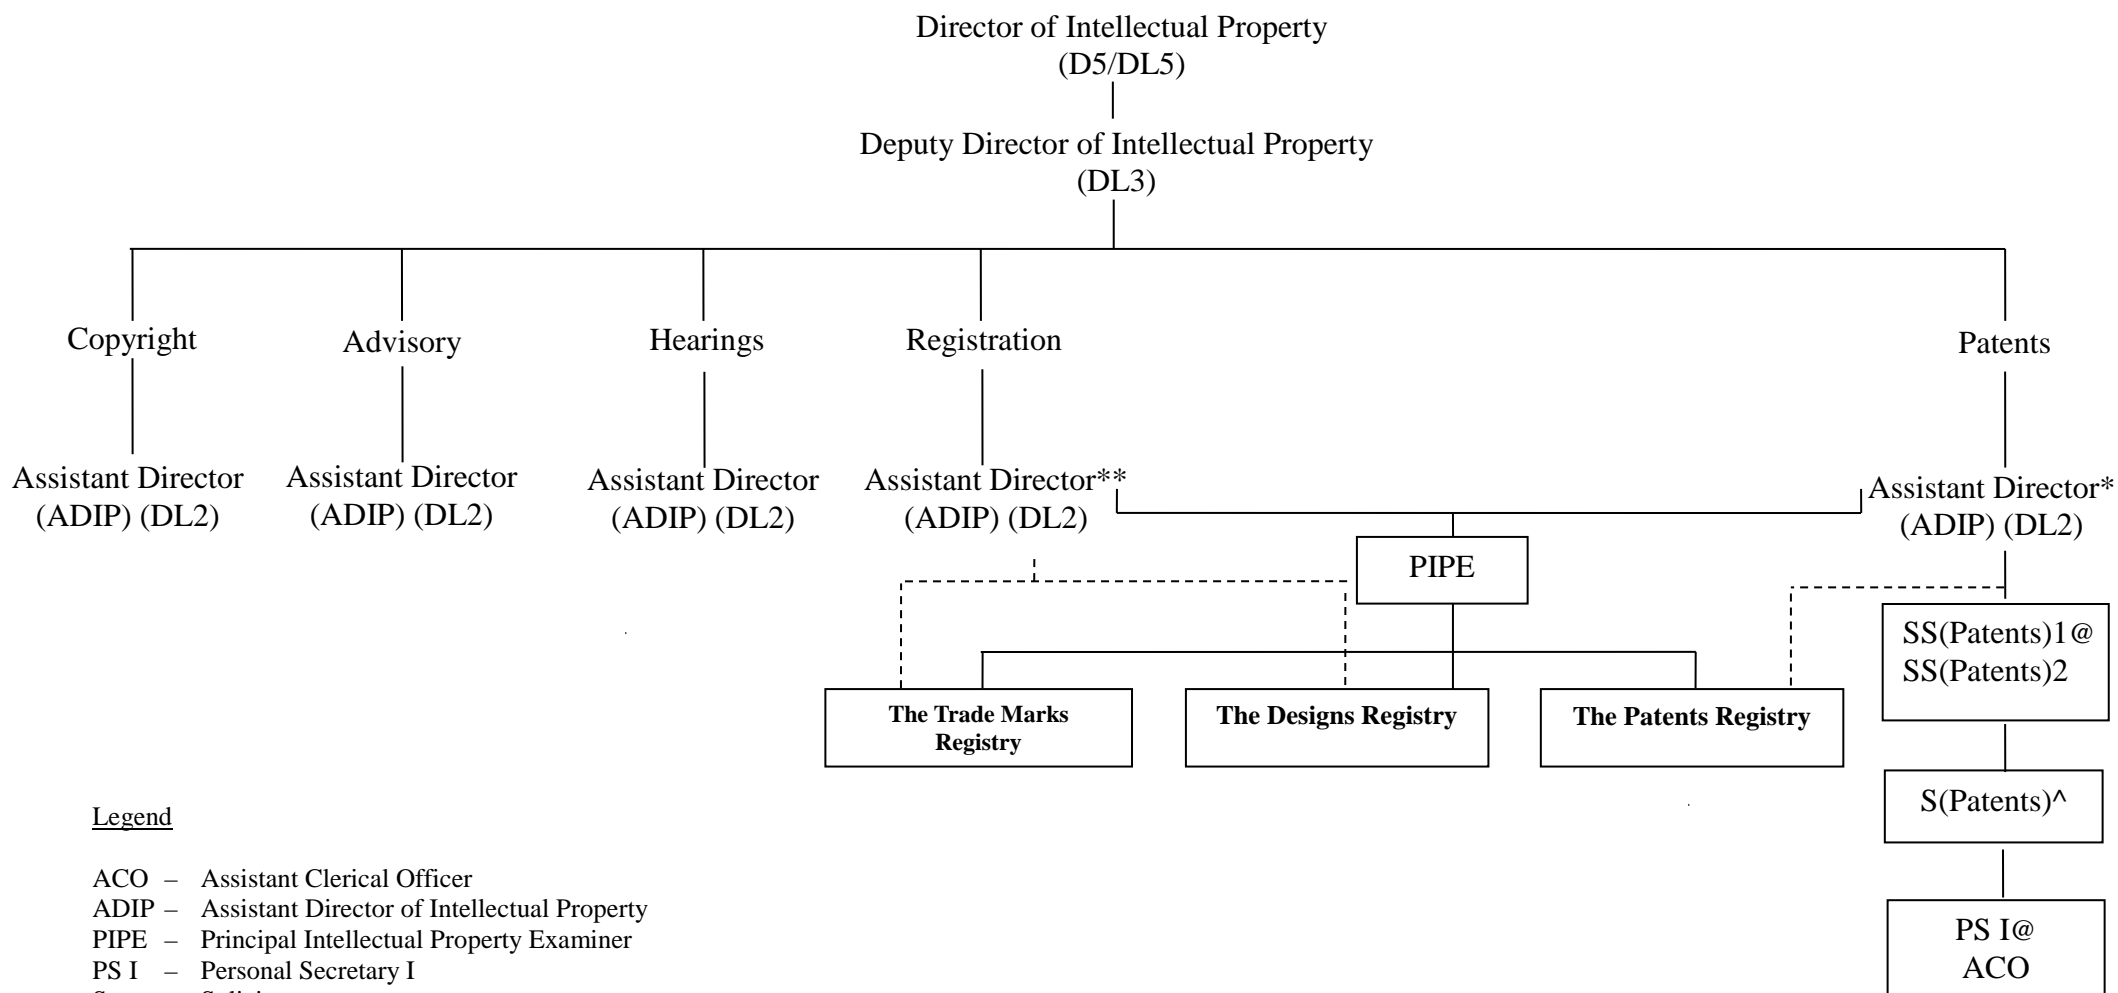 Director of Intellectual Property
(D5/DL5)
Deputy Director of Intellectual Property
(DL3)
Copyright
Advisory
Hearings
Registration
Patents
Assistant Director
(ADIP) (DL2)
Assistant Director
(ADIP) (DL2)
Assistant Director
(ADIP) (DL2)
Assistant Director**
(ADIP) (DL2)
Assistant Director*
(ADIP) (DL2)
PIPE
SS(Patents)1@
SS(Patents)2
The Trade Marks
Registry
The Designs Registry
The Patents Registry
S(Patents)^
PS I@
ACO
Legend
ACO – Assistant Clerical Officer
ADIP – Assistant Director of Intellectual Property
PIPE – Principal Intellectual Property Examiner
PS I – Personal Secretary I